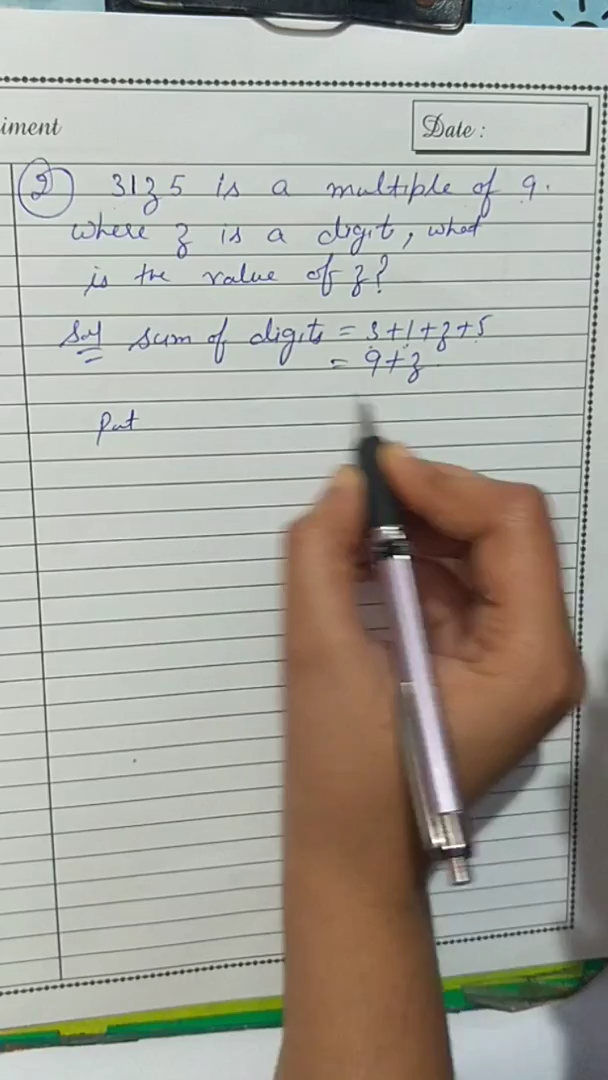 iment
Date :
2 31z5 is a multiple of 9.
where z is a digit, what
is the value of z?
Sol sum of digits = 3+1+z+5
= 9+z
Put